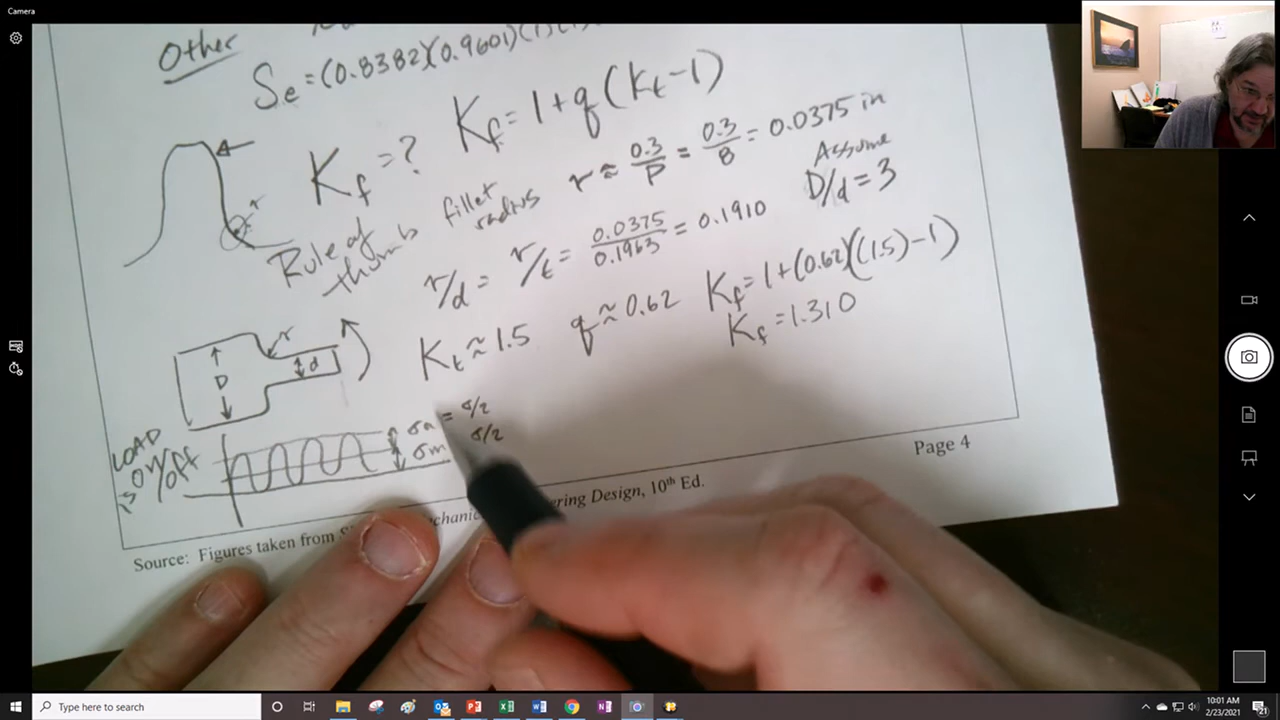 Camera
Other
Se = (0.8382)(0.9601)(
Kf = ?
Kf = 1 + q (Kt - 1)
r
Rule of thumb
fillet radius
r ≈ 0.3/P = 0.3/8 = 0.0375 in
Assume
D/d = 3
r/d = r/t = 0.0375/0.1963 = 0.1910
Kt ≈ 1.5
q ≈ 0.62
Kf = 1 + (0.62)((1.5) - 1)
Kf = 1.310
r
D
d
LOAD
is on/off
σa = σ/2
σm σ/2
Page 4
Source: Figures taken from
Design, 10th Ed.
Type here to search
10:01 AM
2/23/2021